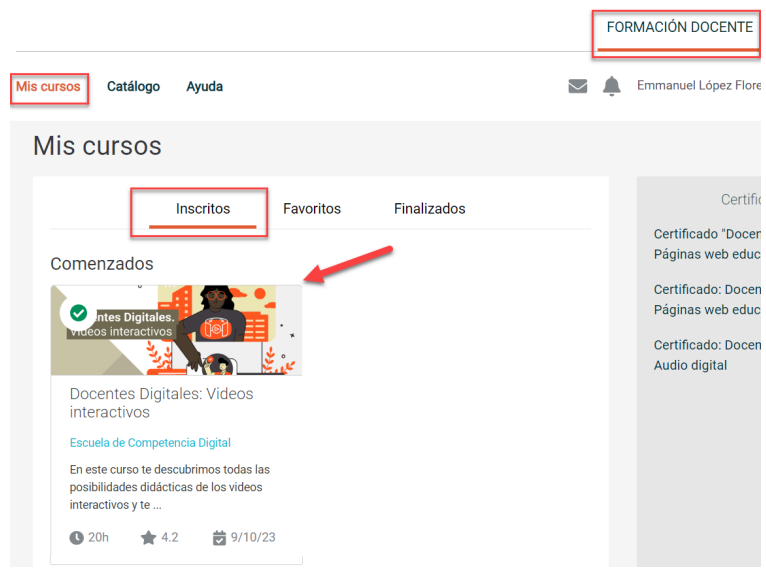 FORMACIÓN DOCENTE
Mis cursos
Catálogo
Ayuda
Emmanuel López
Mis cursos
Inscritos
Favoritos
Finalizados
Comenzados
Digitales.
Videos interactivos
Docentes Digitales: Videos
interactivos
Escuela de Competencia Digital
En este curso te descubrimos todas las
posibilidades didácticas de los videos
interactivos y te ...
20h
4.2
9/10/23
Certificado "Docen
Páginas web educ
Certificado: Docen
Páginas web educ
Certificado: Docen
Audio digital